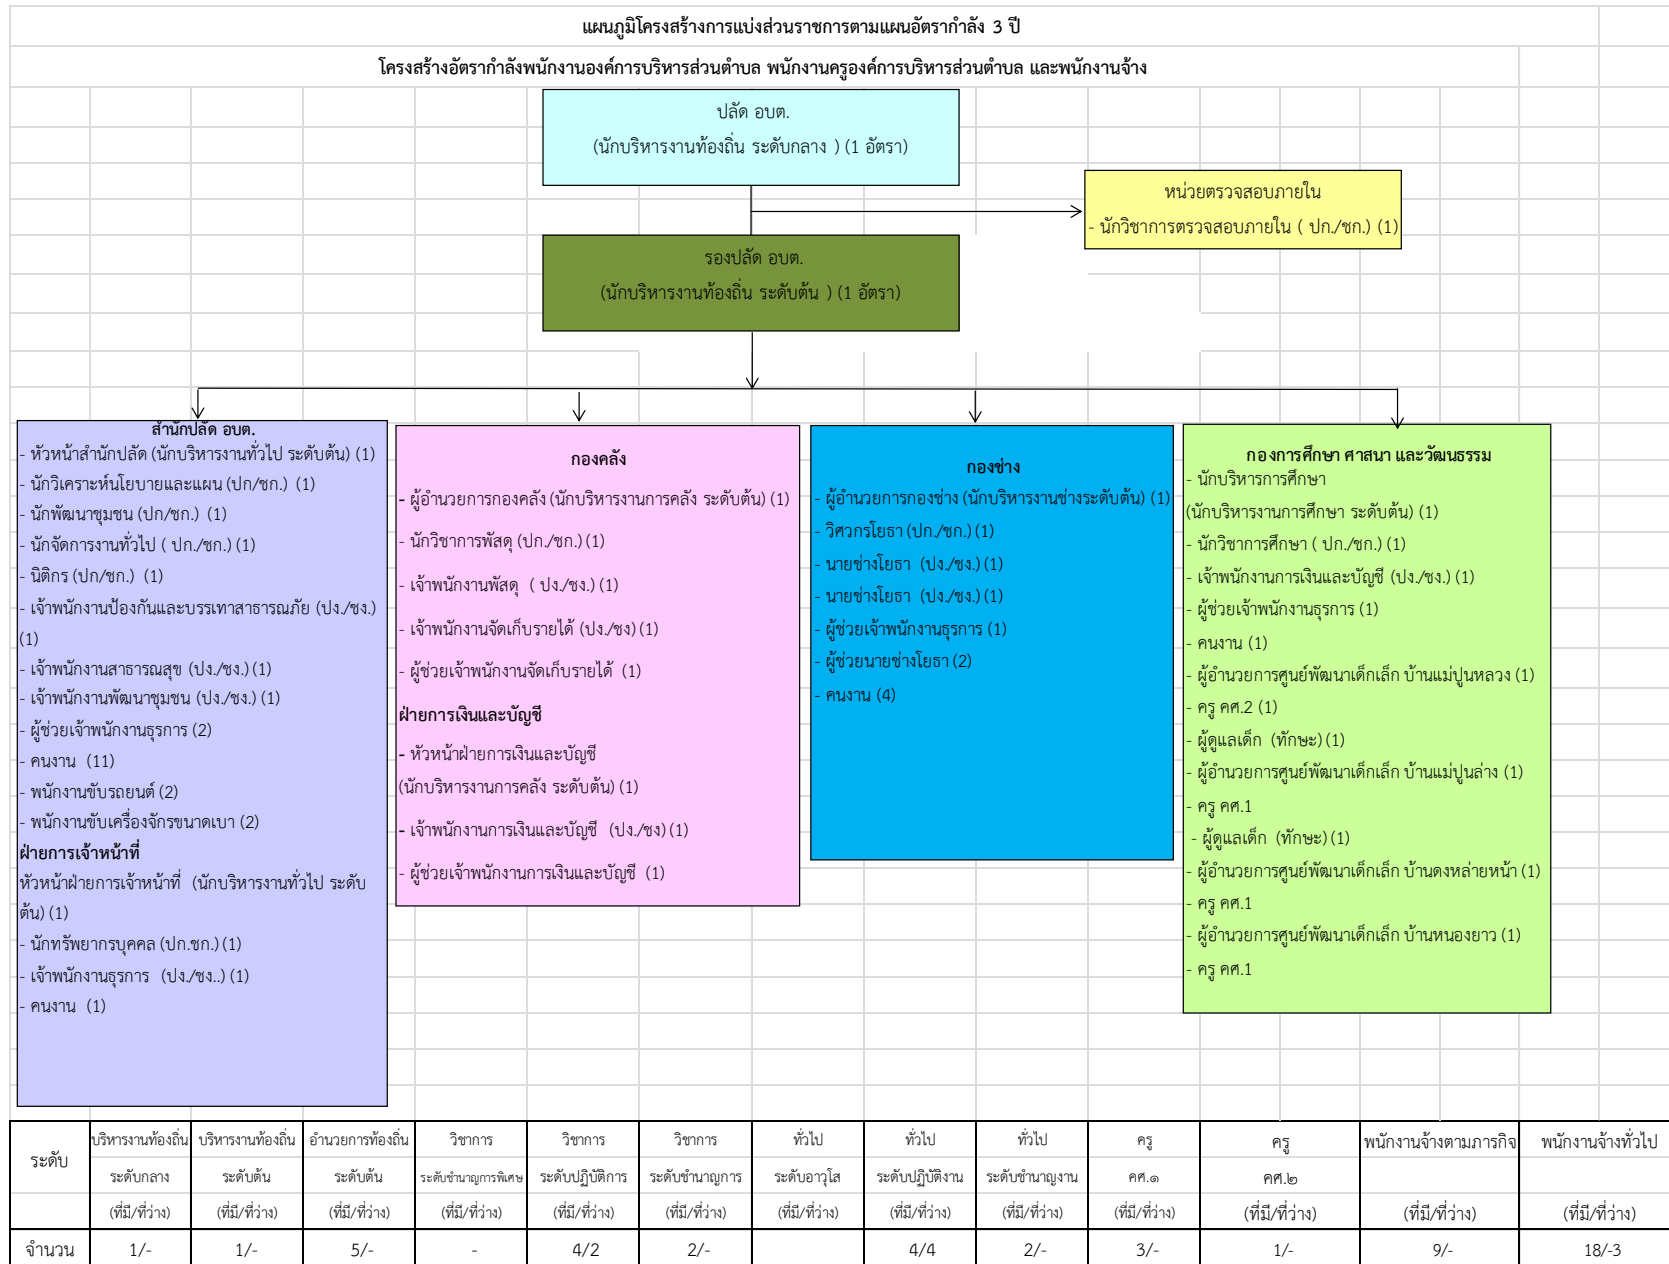 แผนภูมิโครงสร้างการแบ่งส่วนราชการตามแผนอัตรากำลัง 3 ปี
โครงสร้างอัตรากำลังพนักงานองค์การบริหารส่วนตำบล พนักงานครูองค์การบริหารส่วนตำบล และพนักงานจ้าง
ปลัด อบต.
(นักบริหารงานท้องถิ่น ระดับกลาง ) (1 อัตรา)
หน่วยตรวจสอบภายใน
- นักวิชาการตรวจสอบภายใน ( ปก./ชก.) (1)
รองปลัด อบต.
(นักบริหารงานท้องถิ่น ระดับต้น ) (1 อัตรา)
สำนักปลัด อบต.
- หัวหน้าสำนักปลัด (นักบริหารงานทั่วไป ระดับต้น) (1)
- นักวิเคราะห์นโยบายและแผน (ปก/ชก.) (1)
- นักพัฒนาชุมชน (ปก/ชก.) (1)
- นักจัดการงานทั่วไป ( ปก./ชก.) (1)
- นิติกร (ปก/ชก.) (1)
- เจ้าพนักงานป้องกันและบรรเทาสาธารณภัย (ปง./ชง.)
(1)
- เจ้าพนักงานสาธารณสุข (ปง./ชง.) (1)
- เจ้าพนักงานพัฒนาชุมชน (ปง./ชง.) (1)
- ผู้ช่วยเจ้าพนักงานธุรการ (2)
- คนงาน (11)
- พนักงานขับรถยนต์ (2)
- พนักงานขับเครื่องจักรขนาดเบา (2)
ฝ่ายการเจ้าหน้าที่
หัวหน้าฝ่ายการเจ้าหน้าที่ (นักบริหารงานทั่วไป ระดับ
ต้น) (1)
- นักทรัพยากรบุคคล (ปก.ชก.) (1)
- เจ้าพนักงานธุรการ (ปง./ชง..) (1)
- คนงาน (1)
กองคลัง
- ผู้อำนวยการกองคลัง (นักบริหารงานการคลัง ระดับต้น) (1)
- นักวิชาการพัสดุ (ปก./ชก.) (1)
- เจ้าพนักงานพัสดุ ( ปง./ชง.) (1)
- เจ้าพนักงานจัดเก็บรายได้ (ปง./ชง) (1)
- ผู้ช่วยเจ้าพนักงานจัดเก็บรายได้ (1)
ฝ่ายการเงินและบัญชี
- หัวหน้าฝ่ายการเงินและบัญชี
(นักบริหารงานการคลัง ระดับต้น) (1)
- เจ้าพนักงานการเงินและบัญชี (ปง./ชง) (1)
- ผู้ช่วยเจ้าพนักงานการเงินและบัญชี (1)
กองช่าง
- ผู้อำนวยการกองช่าง (นักบริหารงานช่างระดับต้น) (1)
- วิศวกรโยธา (ปก./ชก.) (1)
- นายช่างโยธา (ปง./ชง.) (1)
- นายช่างโยธา (ปง./ชง.) (1)
- ผู้ช่วยเจ้าพนักงานธุรการ (1)
- ผู้ช่วยนายช่างโยธา (2)
- คนงาน (4)
กองการศึกษา ศาสนา และวัฒนธรรม
- นักบริหารการศึกษา
(นักบริหารงานการศึกษา ระดับต้น) (1)
- นักวิชาการศึกษา ( ปก./ชก.) (1)
- เจ้าพนักงานการเงินและบัญชี (ปง./ชง.) (1)
- ผู้ช่วยเจ้าพนักงานธุรการ (1)
- คนงาน (1)
- ผู้อำนวยการศูนย์พัฒนาเด็กเล็ก บ้านแม่ปูนหลวง (1)
- ครู คศ.2 (1)
- ผู้ดูแลเด็ก (ทักษะ) (1)
- ผู้อำนวยการศูนย์พัฒนาเด็กเล็ก บ้านแม่ปูนล่าง (1)
- ครู คศ.1
- ผู้ดูแลเด็ก (ทักษะ) (1)
- ผู้อำนวยการศูนย์พัฒนาเด็กเล็ก บ้านดงหล่ายหน้า (1)
- ครู คศ.1
- ผู้อำนวยการศูนย์พัฒนาเด็กเล็ก บ้านหนองยาว (1)
- ครู คศ.1
ระดับ บริหารงานท้องถิ่น บริหารงานท้องถิ่น อำนวยการท้องถิ่น วิชาการ วิชาการ วิชาการ ทั่วไป ทั่วไป ทั่วไป ครู ครู พนักงานจ้างตามภารกิจ พนักงานจ้างทั่วไป
ระดับกลาง ระดับต้น ระดับต้น ระดับชำนาญการพิเศษ ระดับปฏิบัติการ ระดับชำนาญการ ระดับอาวุโส ระดับปฏิบัติงาน ระดับชำนาญงาน คศ.๑ คศ.๒
(ที่มี/ที่ว่าง) (ที่มี/ที่ว่าง) (ที่มี/ที่ว่าง) (ที่มี/ที่ว่าง) (ที่มี/ที่ว่าง) (ที่มี/ที่ว่าง) (ที่มี/ที่ว่าง) (ที่มี/ที่ว่าง) (ที่มี/ที่ว่าง) (ที่มี/ที่ว่าง) (ที่มี/ที่ว่าง) (ที่มี/ที่ว่าง) (ที่มี/ที่ว่าง)
จำนวน 1/- 1/- 5/- - 4/2 2/- 4/4 2/- 3/- 1/- 9/- 18/-3